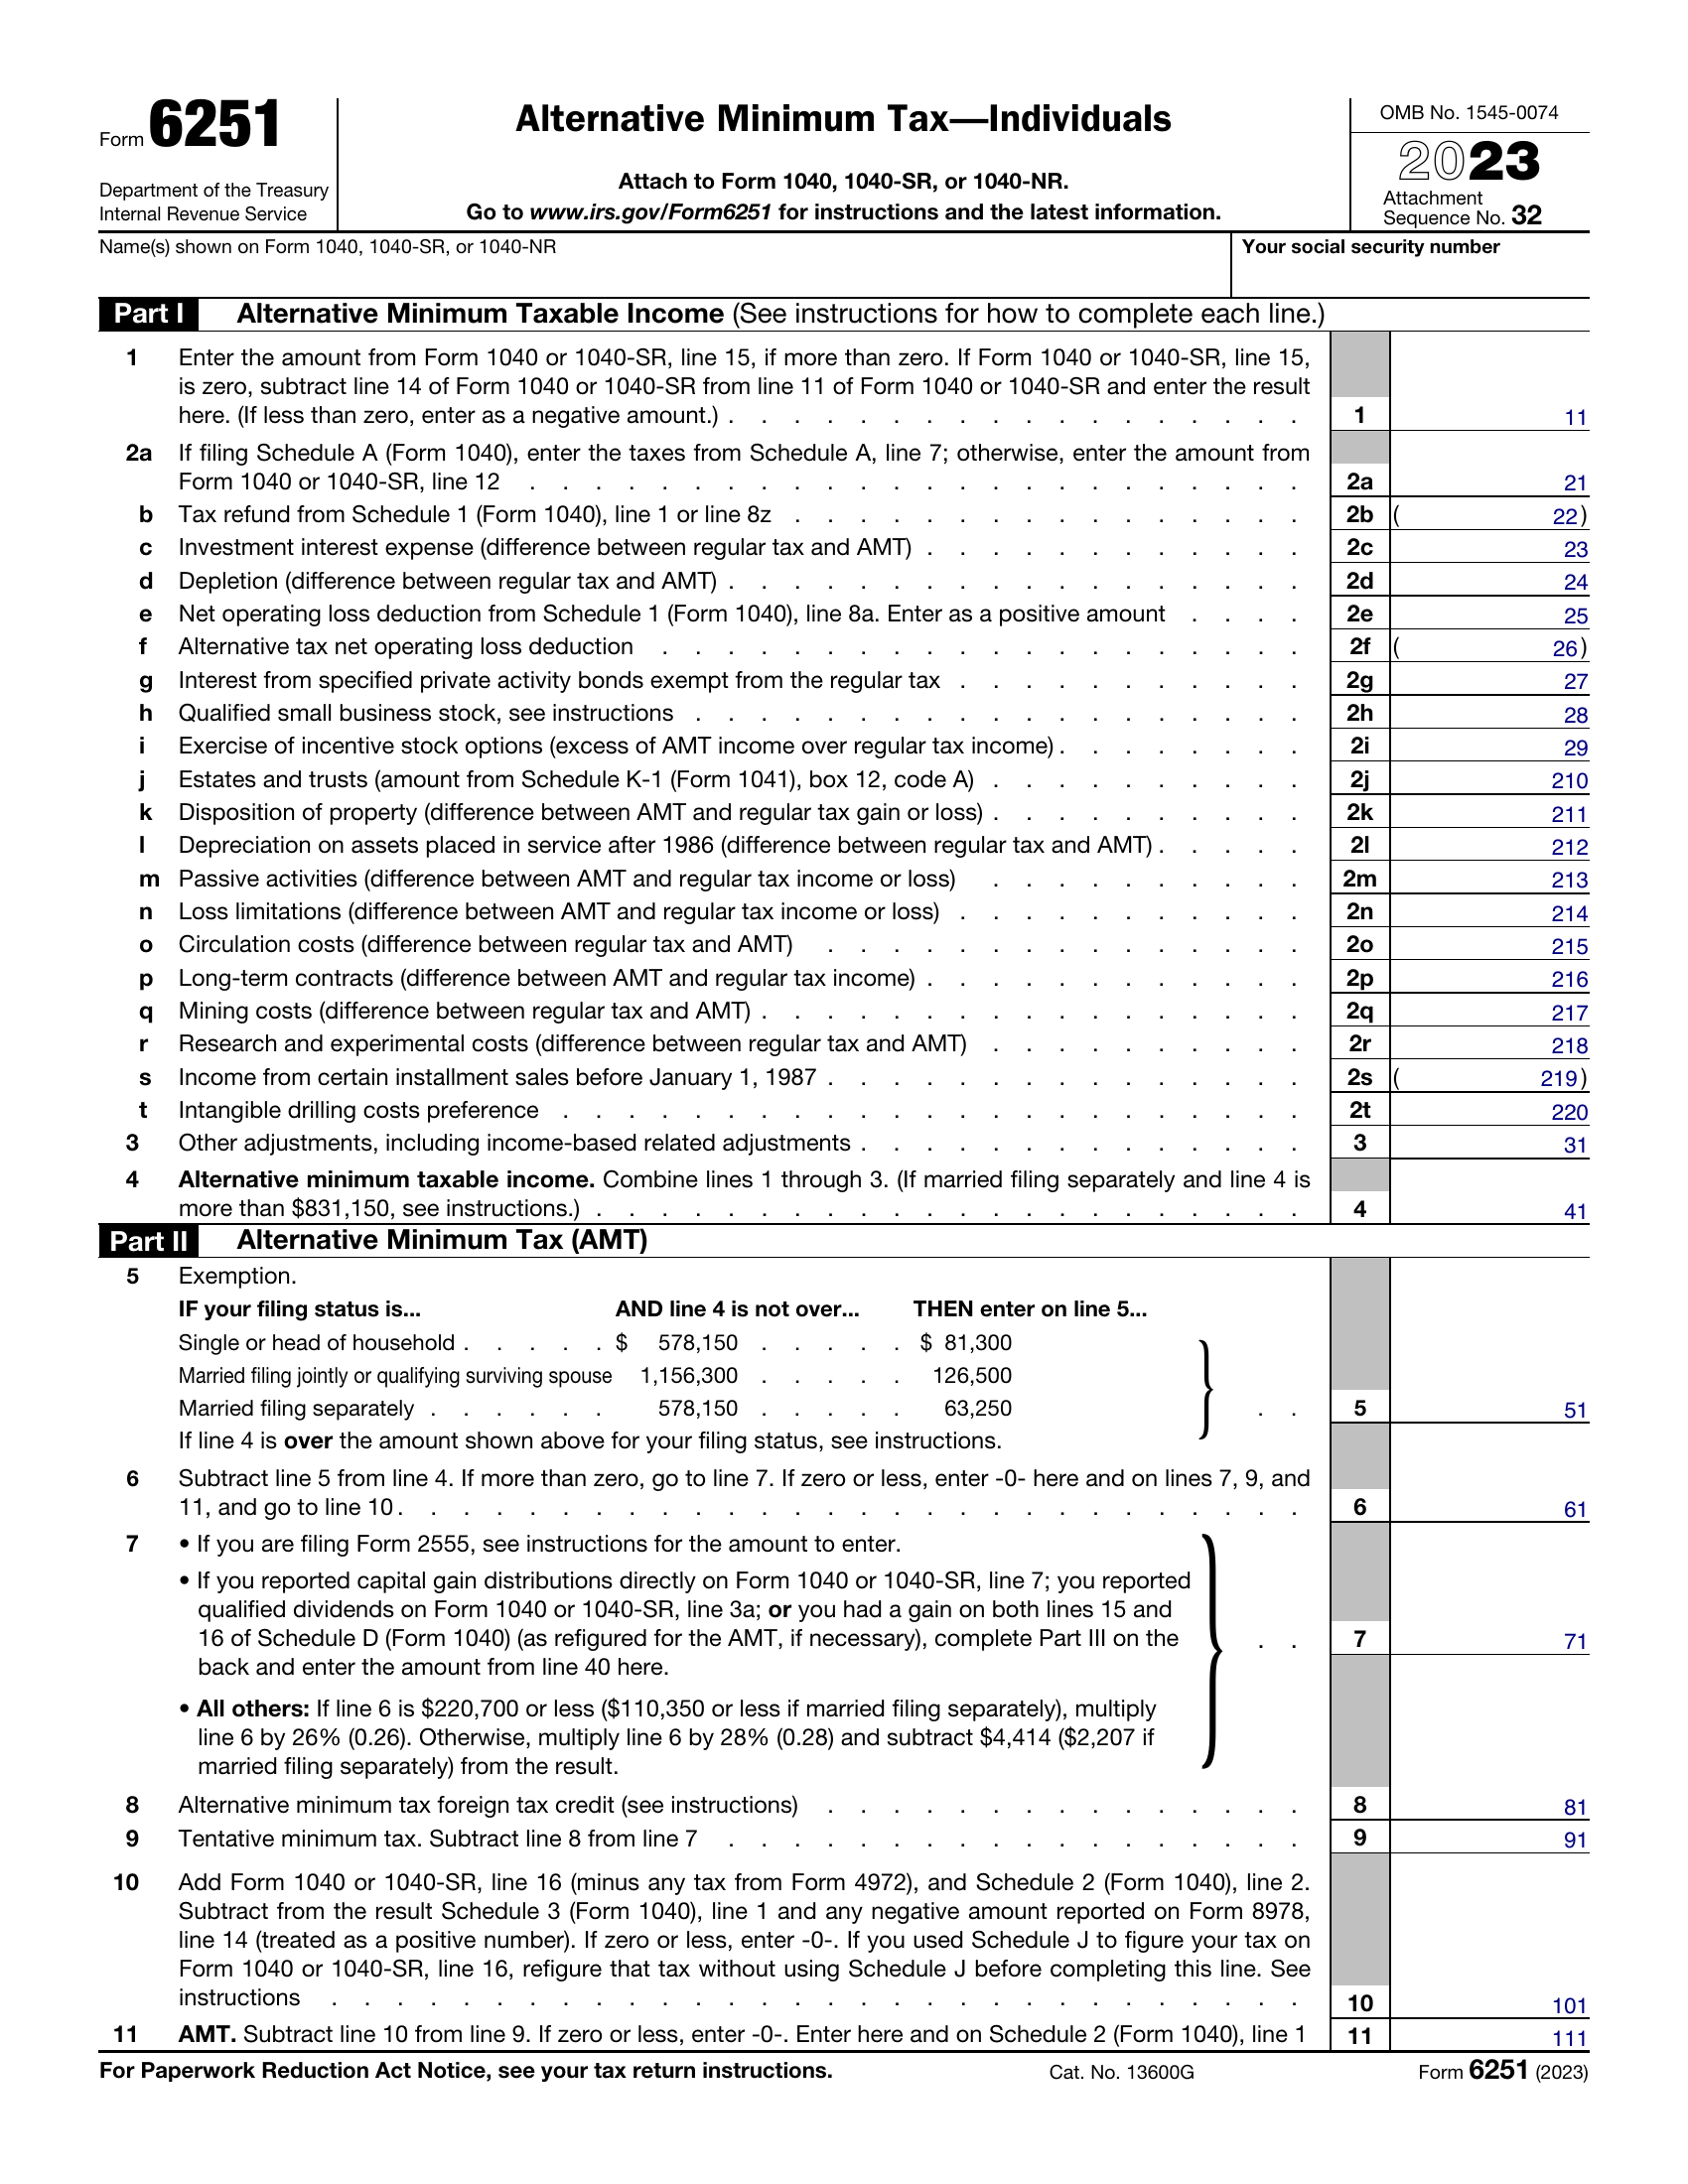 Form 6251
Department of the Treasury
Internal Revenue Service
Alternative Minimum Tax—Individuals
Attach to Form 1040, 1040-SR, or 1040-NR.
Go to www.irs.gov/Form6251 for instructions and the latest information.
OMB No. 1545-0074
2023
Attachment
Sequence No. 32
Name(s) shown on Form 1040, 1040-SR, or 1040-NR
Your social security number
Part I Alternative Minimum Taxable Income (See instructions for how to complete each line.)
1 Enter the amount from Form 1040 or 1040-SR, line 15, if more than zero. If Form 1040 or 1040-SR, line 15,
is zero, subtract line 14 of Form 1040 or 1040-SR from line 11 of Form 1040 or 1040-SR and enter the result
here. (If less than zero, enter as a negative amount.) . . . . . . . . . . . . . . . . . . 1 11
2a If filing Schedule A (Form 1040), enter the taxes from Schedule A, line 7; otherwise, enter the amount from
Form 1040 or 1040-SR, line 12 . . . . . . . . . . . . . . . . . . . . . . . . 2a 21
b Tax refund from Schedule 1 (Form 1040), line 1 or line 8z . . . . . . . . . . . . . . . . 2b ( 22 )
c Investment interest expense (difference between regular tax and AMT) . . . . . . . . . . . . 2c 23
d Depletion (difference between regular tax and AMT) . . . . . . . . . . . . . . . . . . 2d 24
e Net operating loss deduction from Schedule 1 (Form 1040), line 8a. Enter as a positive amount . . . . 2e 25
f Alternative tax net operating loss deduction . . . . . . . . . . . . . . . . . . . . 2f ( 26 )
g Interest from specified private activity bonds exempt from the regular tax . . . . . . . . . . . 2g 27
h Qualified small business stock, see instructions . . . . . . . . . . . . . . . . . . . 2h 28
i Exercise of incentive stock options (excess of AMT income over regular tax income) . . . . . . . . 2i 29
j Estates and trusts (amount from Schedule K-1 (Form 1041), box 12, code A) . . . . . . . . . 2j 210
k Disposition of property (difference between AMT and regular tax gain or loss) . . . . . . . . . . 2k 211
l Depreciation on assets placed in service after 1986 (difference between regular tax and AMT) . . . . . 2l 212
m Passive activities (difference between AMT and regular tax income or loss) . . . . . . . . . . 2m 213
n Loss limitations (difference between AMT and regular tax income or loss) . . . . . . . . . . . 2n 214
o Circulation costs (difference between regular tax and AMT) . . . . . . . . . . . . . . . 2o 215
p Long-term contracts (difference between AMT and regular tax income) . . . . . . . . . . . . 2p 216
q Mining costs (difference between regular tax and AMT) . . . . . . . . . . . . . . . . . 2q 217
r Research and experimental costs (difference between regular tax and AMT) . . . . . . . . . . 2r 218
s Income from certain installment sales before January 1, 1987 . . . . . . . . . . . . . . . 2s ( 219 )
t Intangible drilling costs preference . . . . . . . . . . . . . . . . . . . . . . . 2t 220
3 Other adjustments, including income-based related adjustments . . . . . . . . . . . . . . 3 31
4 Alternative minimum taxable income. Combine lines 1 through 3. (If married filing separately and line 4 is
more than $831,150, see instructions.) . . . . . . . . . . . . . . . . . . . . . . 4 41
Part II Alternative Minimum Tax (AMT)
5 Exemption.
IF your filing status is... AND line 4 is not over... THEN enter on line 5...
Single or head of household . . . . . $ 578,150 . . . . . $ 81,300
Married filing jointly or qualifying surviving spouse 1,156,300 . . . . . 126,500
Married filing separately . . . . . . 578,150 . . . . . 63,250 . . 5 51
If line 4 is over the amount shown above for your filing status, see instructions.
6 Subtract line 5 from line 4. If more than zero, go to line 7. If zero or less, enter -0- here and on lines 7, 9, and
11, and go to line 10 . . . . . . . . . . . . . . . . . . . . . . . . . . . . 6 61
7 • If you are filing Form 2555, see instructions for the amount to enter.
• If you reported capital gain distributions directly on Form 1040 or 1040-SR, line 7; you reported
qualified dividends on Form 1040 or 1040-SR, line 3a; or you had a gain on both lines 15 and
16 of Schedule D (Form 1040) (as refigured for the AMT, if necessary), complete Part III on the . . 7 71
back and enter the amount from line 40 here.
• All others: If line 6 is $220,700 or less ($110,350 or less if married filing separately), multiply
line 6 by 26% (0.26). Otherwise, multiply line 6 by 28% (0.28) and subtract $4,414 ($2,207 if
married filing separately) from the result.
8 Alternative minimum tax foreign tax credit (see instructions) . . . . . . . . . . . . . . . 8 81
9 Tentative minimum tax. Subtract line 8 from line 7 . . . . . . . . . . . . . . . . . . 9 91
10 Add Form 1040 or 1040-SR, line 16 (minus any tax from Form 4972), and Schedule 2 (Form 1040), line 2.
Subtract from the result Schedule 3 (Form 1040), line 1 and any negative amount reported on Form 8978,
line 14 (treated as a positive number). If zero or less, enter -0-. If you used Schedule J to figure your tax on
Form 1040 or 1040-SR, line 16, refigure that tax without using Schedule J before completing this line. See
instructions . . . . . . . . . . . . . . . . . . . . . . . . . . . . . . 10 101
11 AMT. Subtract line 10 from line 9. If zero or less, enter -0-. Enter here and on Schedule 2 (Form 1040), line 1 11 111
For Paperwork Reduction Act Notice, see your tax return instructions. Cat. No. 13600G Form 6251 (2023)